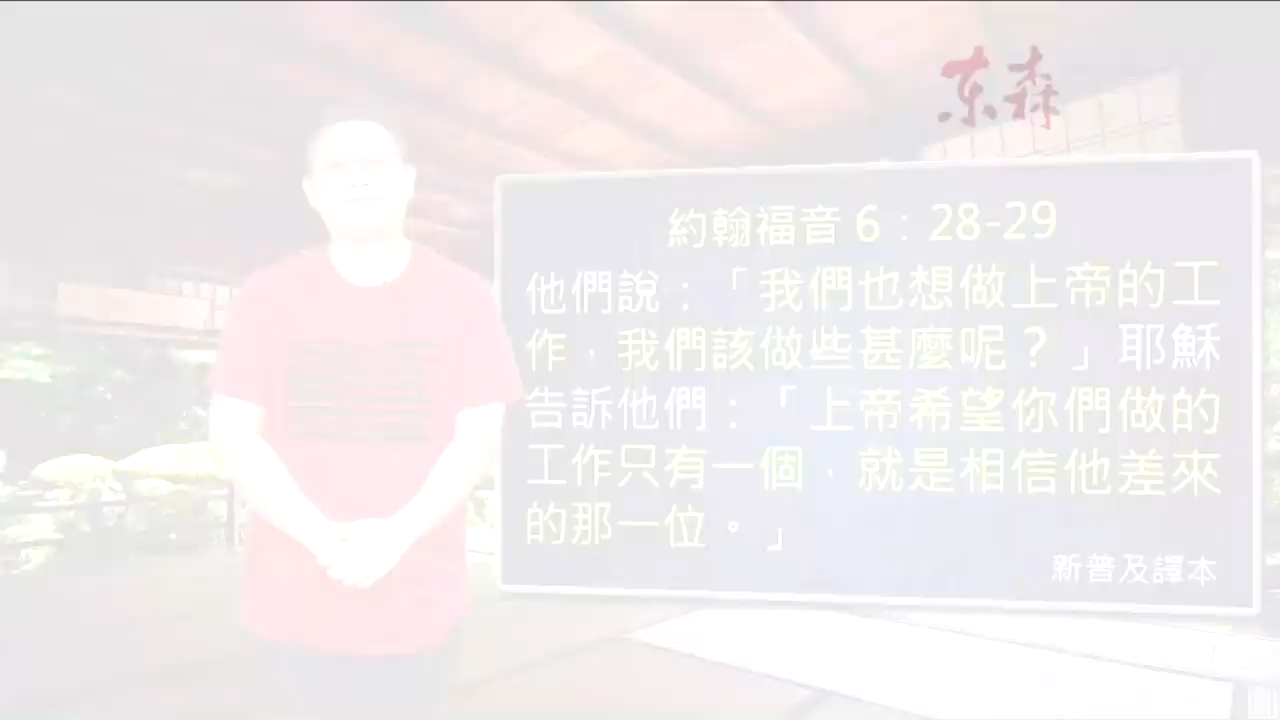 东森
約翰福音 6：28-29
他們說：「我們也想做上帝的工
作，我們該做些甚麼呢？」耶穌
告訴他們：「上帝希望你們做的
工作只有一個，就是相信他差來
的那一位。」
新普及譯本